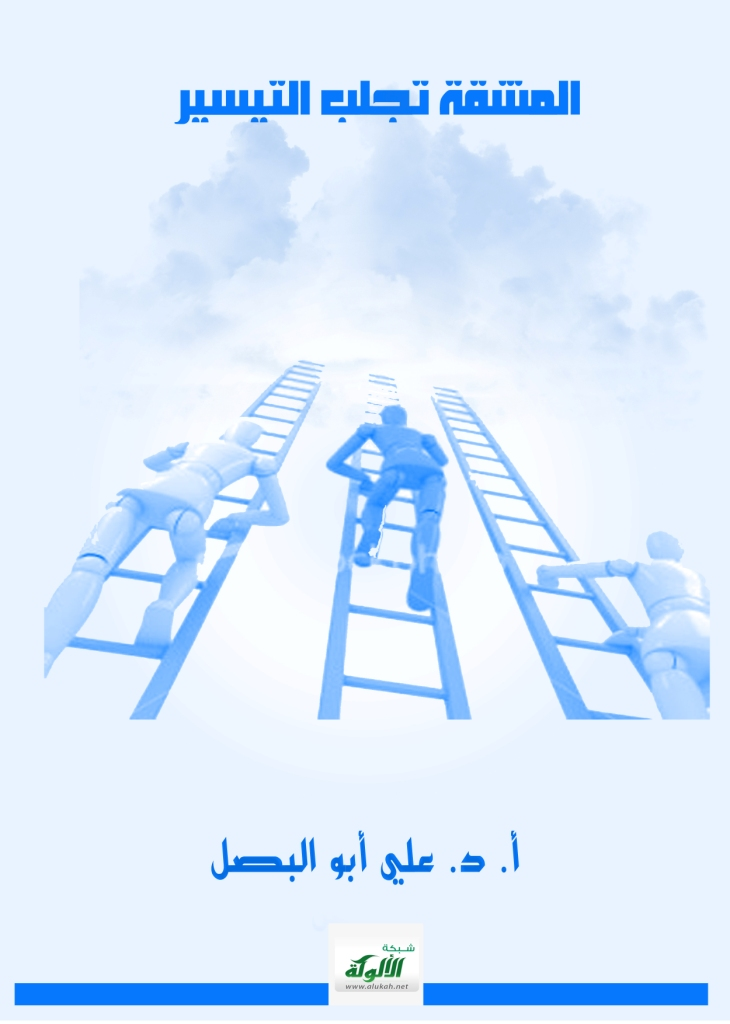 المشقة تجلب التيسير
أ. د. علي أبو البصل
شبكة
الألوكة
www.alukah.net